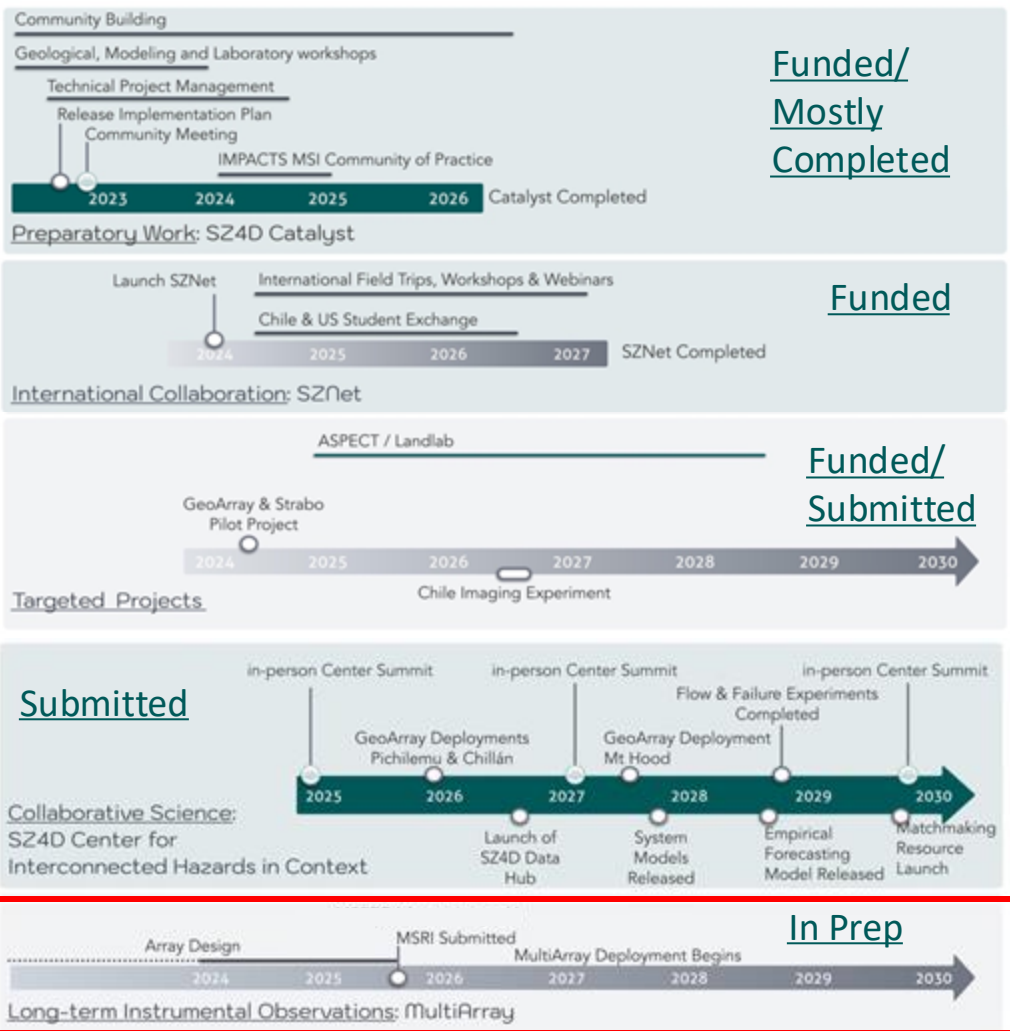 Community Building
Geological, Modeling and Laboratory workshops
Technical Project Management
Release Implementation Plan
Community Meeting
IMPACTS MSI Community of Practice
2023 2024 2025 2026 Catalyst Completed
Preparatory Work: SZ4D Catalyst
Funded/
Mostly
Completed
Launch SZNet
International Field Trips, Workshops & Webinars
Chile & US Student Exchange
2024 2025 2026 2027 SZNet Completed
International Collaboration: SZNet
Funded
ASPECT / Landlab
GeoArray & Strabo
Pilot Project
2024 2025 2026 2027 2028 2029 2030
Chile Imaging Experiment
Targeted Projects
Funded/
Submitted
Submitted
in-person Center Summit
in-person Center Summit
in-person Center Summit
Flow & Failure Experiments
Completed
GeoArray Deployments
Pichilemu & Chillán
GeoArray Deployment
Mt Hood
2025 2026 2027 2028 2029 2030
Launch of
SZ4D Data
Hub
System
Models
Released
Empirical
Forecasting
Model Released
Matchmaking
Resource
Launch
Collaborative Science:
SZ4D Center for
Interconnected Hazards in Context
In Prep
Array Design
MSRI Submitted
MultiArray Deployment Begins
2024 2025 2026 2027 2028 2029 2030
Long-term Instrumental Observations: MultiArray